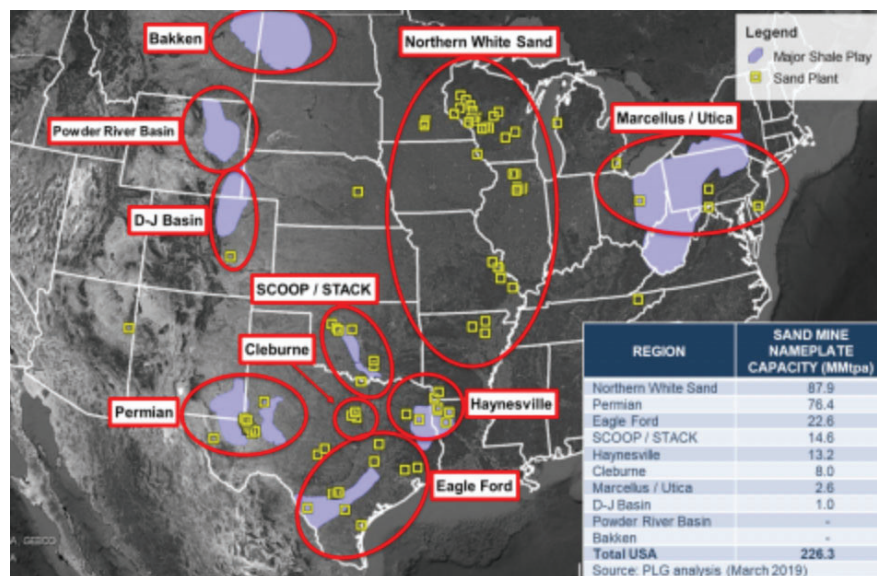 Bakken
Northern White Sand
Legend
Major Shale Play
Sand Plant
Powder River Basin
Marcellus / Utica
D-J Basin
SCOOP / STACK
Cleburne
Permian
Haynesville
Eagle Ford
REGION SAND MINE NAMEPLATE CAPACITY (MMtpa)
Northern White Sand 87.9
Permian 76.4
Eagle Ford 22.6
SCOOP / STACK 14.6
Haynesville 13.2
Cleburne 8.0
Marcellus / Utica 2.6
D-J Basin 1.0
Powder River Basin -
Bakken -
Total USA 226.3
Source: PLG analysis (March 2019)